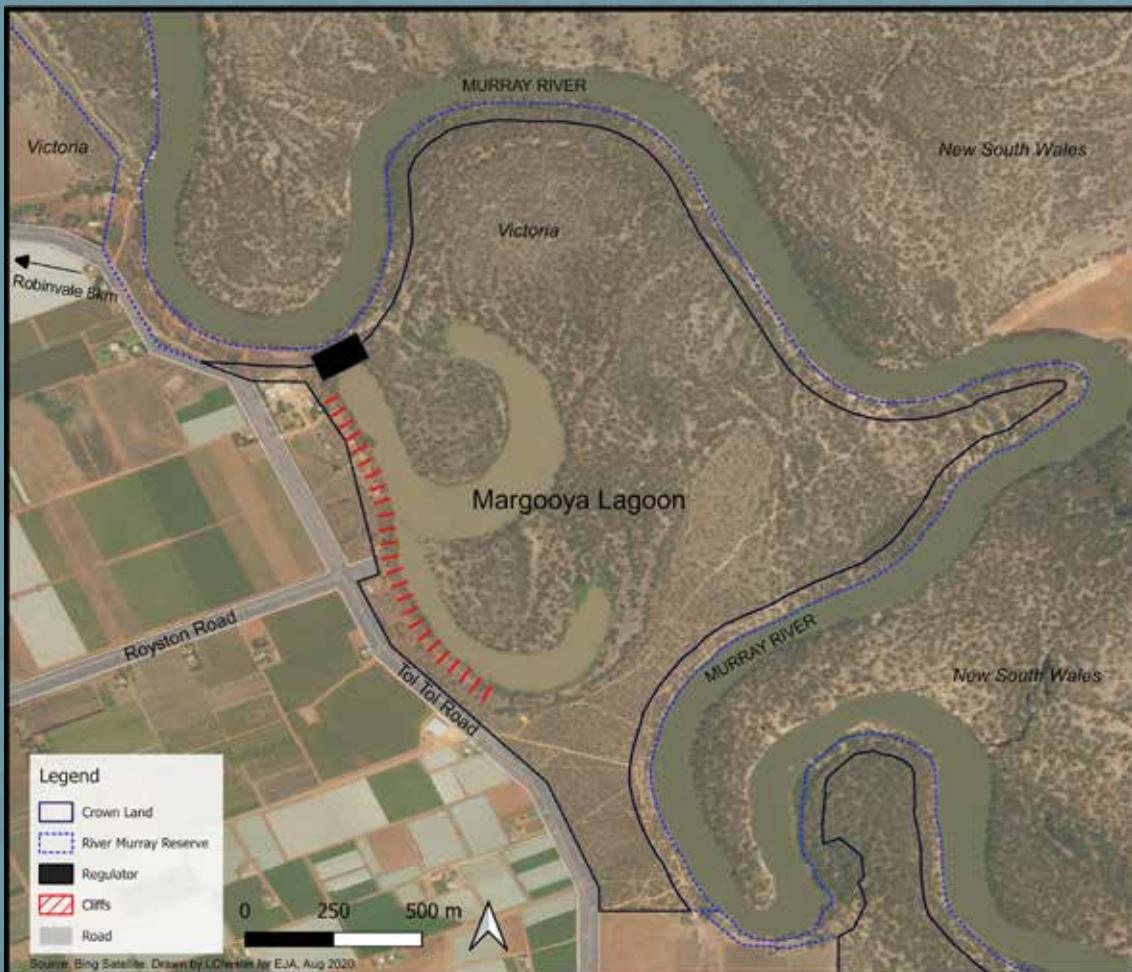 MURRAY RIVER
Victoria
New South Wales
Victoria
Robinvale 8km
Margooya Lagoon
Royston Road
Tol Tol Road
MURRAY RIVER
New South Wales
Legend
Crown Land
River Murray Reserve
Regulator
Cliffs
Road
0 250 500 m
Source: Bing Satellite. Drawn by LChester for EJA, Aug 2020